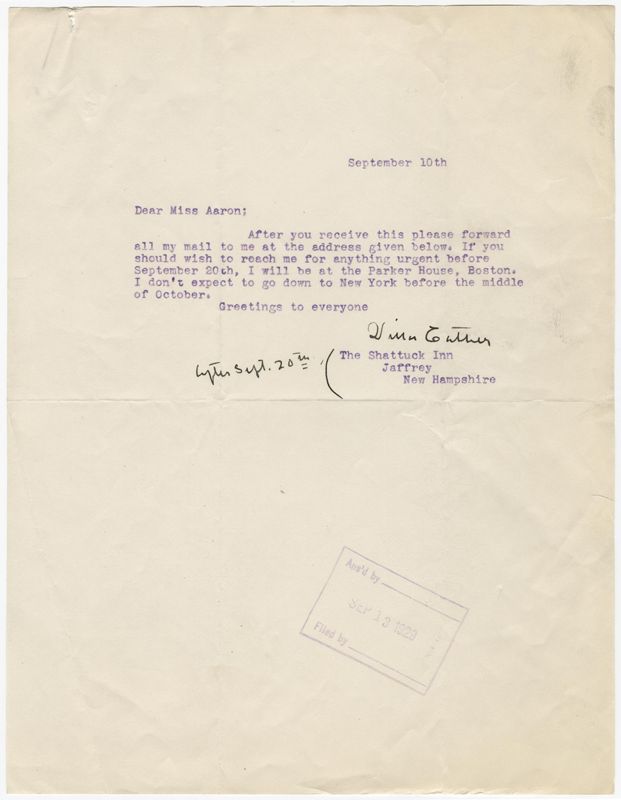 September 10th
Dear Miss Aaron;
After you receive this please forward
all my mail to me at the address given below. If you
should wish to reach me for anything urgent before
September 20th, I will be at the Parker House, Boston.
I don't expect to go down to New York before the middle
of October.
Greetings to everyone
Willa Cather
After Sept. 20th, ( The Shattuck Inn
Jaffrey
New Hampshire
Ans'd by
SEP 13 1929
Filed by